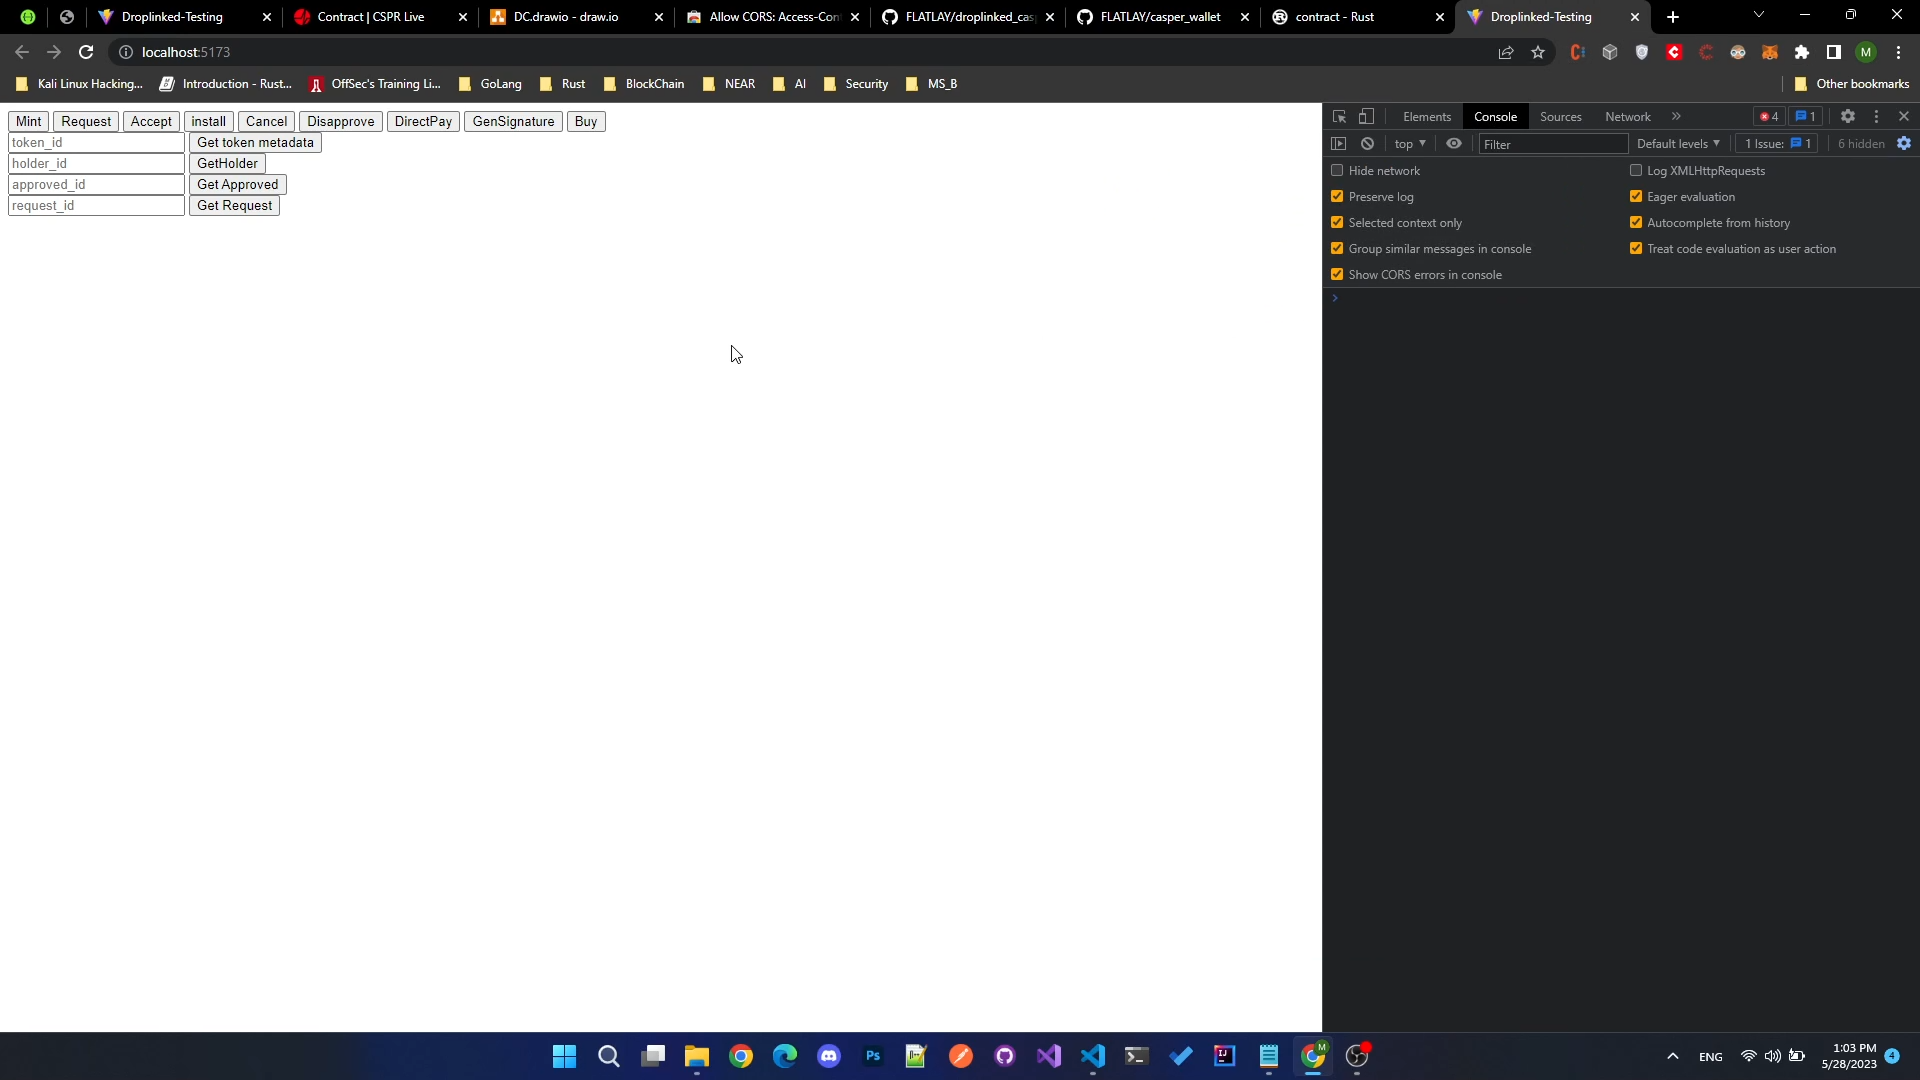 Droplinked-Testing
Contract | CSPR Live
DC.drawio - draw.io
Allow CORS: Access-Con
FLATLAY/droplinked_cas
FLATLAY/casper_wallet
contract - Rust
Droplinked-Testing
localhost:5173
M
Kali Linux Hacking...
Introduction - Rust...
OffSec's Training Li...
GoLang
Rust
BlockChain
NEAR
AI
Security
MS_B
Other bookmarks
Mint Request Accept install Cancel Disapprove DirectPay GenSignature Buy
token_id Get token metadata
holder_id GetHolder
approved_id Get Approved
request_id Get Request
Elements Console Sources Network 4 1
top Filter Default levels 1 Issue: 1 6 hidden
Hide network Log XMLHttpRequests
Preserve log Eager evaluation
Selected context only Autocomplete from history
Group similar messages in console Treat code evaluation as user action
Show CORS errors in console
Ps
IJ
M
ENG
1:03 PM
5/28/2023
4